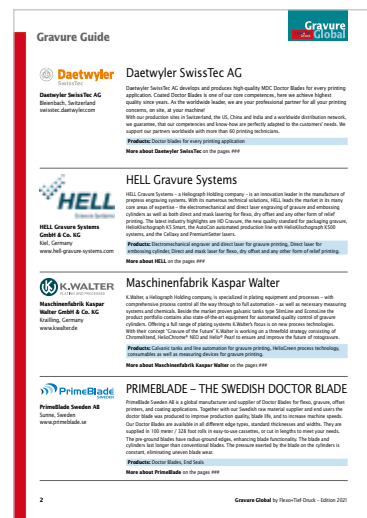 Gravure Guide
Gravure
Global
Daetwyler
SwissTec
Daetwyler SwissTec AG
Bleienbach, Switzerland
swisstec.daetwyler.com
Daetwyler SwissTec AG
Daetwyler SwissTec AG develops and produces high-quality MDC Doctor Blades for every printing
application. Coated Doctor Blades is one of our core competences, here we achieve highest
quality since years. As the worldwide leader, we are your professional partner for all your printing
concerns, on site, at your machine!
With our production sites in Switzerland, the US, China and India and a worldwide distribution network,
we guarantee, that our competencies and know-how are perfectly adapted to the customers' needs. We
support our partners worldwide with more than 60 printing technicians.
Products: Doctor blades for every printing application
More about Daetwyler SwissTec on the pages ###
HELL
Gravure Systems
HELL Gravure Systems
GmbH & Co. KG
Kiel, Germany
www.hell-gravure-systems.com
HELL Gravure Systems
HELL Gravure Systems – a Heliograph Holding company – is an innovation leader in the manufacture of
prepress engraving systems. With its numerous technical solutions, HELL leads the market in its many
core areas of expertise – the electromechanical and direct laser engraving of gravure and embossing
cylinders as well as both direct and mask lasering for flexo, dry offset and any other form of relief
printing. The latest industry highlights are HD Gravure, the new quality standard for packaging gravure,
HelioKlischograph K5 Smart, the AutoCon automated production line with HelioKlischograph K500
systems, and the Cellaxy and PremiumSetter lasers.
Products: Electromechanical engraver and direct laser for gravure printing, Direct laser for
embossing cylinder, Direct and mask laser for flexo, dry offset and any other form of relief printing.
More about HELL on the pages ###
K.WALTER
PLATING AND PROCESSES
Maschinenfabrik Kaspar
Walter GmbH & Co. KG
Krailling, Germany
www.kwalter.de
Maschinenfabrik Kaspar Walter
K.Walter, a Heliograph Holding company, is specialized in plating equipment and processes – with
comprehensive process control all the way through to full automation – as well as necessary measuring
systems and chemicals. Beside the market proven galvanic tanks type SlimLine and EconoLine the
product portfolio contains also state-of-the-art equipment for automated quality control of gravure
cylinders. Offering a full range of plating systems K.Walter's focus is on new process technologies.
With their concept "Gravure of the Future" K.Walter is working on a threefold strategy consisting of
ChromeXtend, HelioChrome® NEO and Helio® Pearl to ensure and improve the future of rotogravure.
Products: Galvanic tanks and line automation for gravure printing, HelioGreen process technology,
consumables as well as measuring devices for gravure printing.
More about Maschinenfabrik Kaspar Walter on the pages ###
PrimeBlade
PrimeBlade Sweden AB
Sunne, Sweden
www.primeblade.se
PRIMEBLADE – THE SWEDISH DOCTOR BLADE
PrimeBlade Sweden AB is a global manufacturer and supplier of Doctor Blades for flexo, gravure, offset
printers, and coating applications. Together with our Swedish raw material supplier and end users the
doctor blade was produced to improve production quality, blade life, and to increase machine speeds.
Our Doctor Blades are available in all different edge types, standard thicknesses and widths. They are
supplied in 100 meter / 328 foot rolls in easy-to-use cassettes, or cut in lengths to meet your needs.
The pre-ground blades have radius-ground edges, enhancing blade functionality. The blade and
cylinders last longer than conventional blades. The pressure exerted by the blade on the cylinders is
constant, eliminating uneven blade wear.
Products: Doctor Blades, End Seals
More about PrimeBlade on the pages ###
2
Gravure Global by Flexo+Tief-Druck – Edition 2021